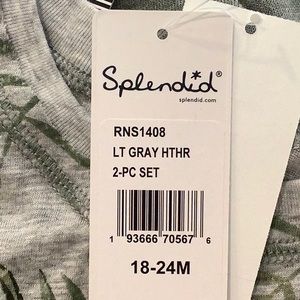 Splendid®
splendid.com
RNS1408
LT GRAY HTHR
2-PC SET
1 93666 70567 6
18-24M